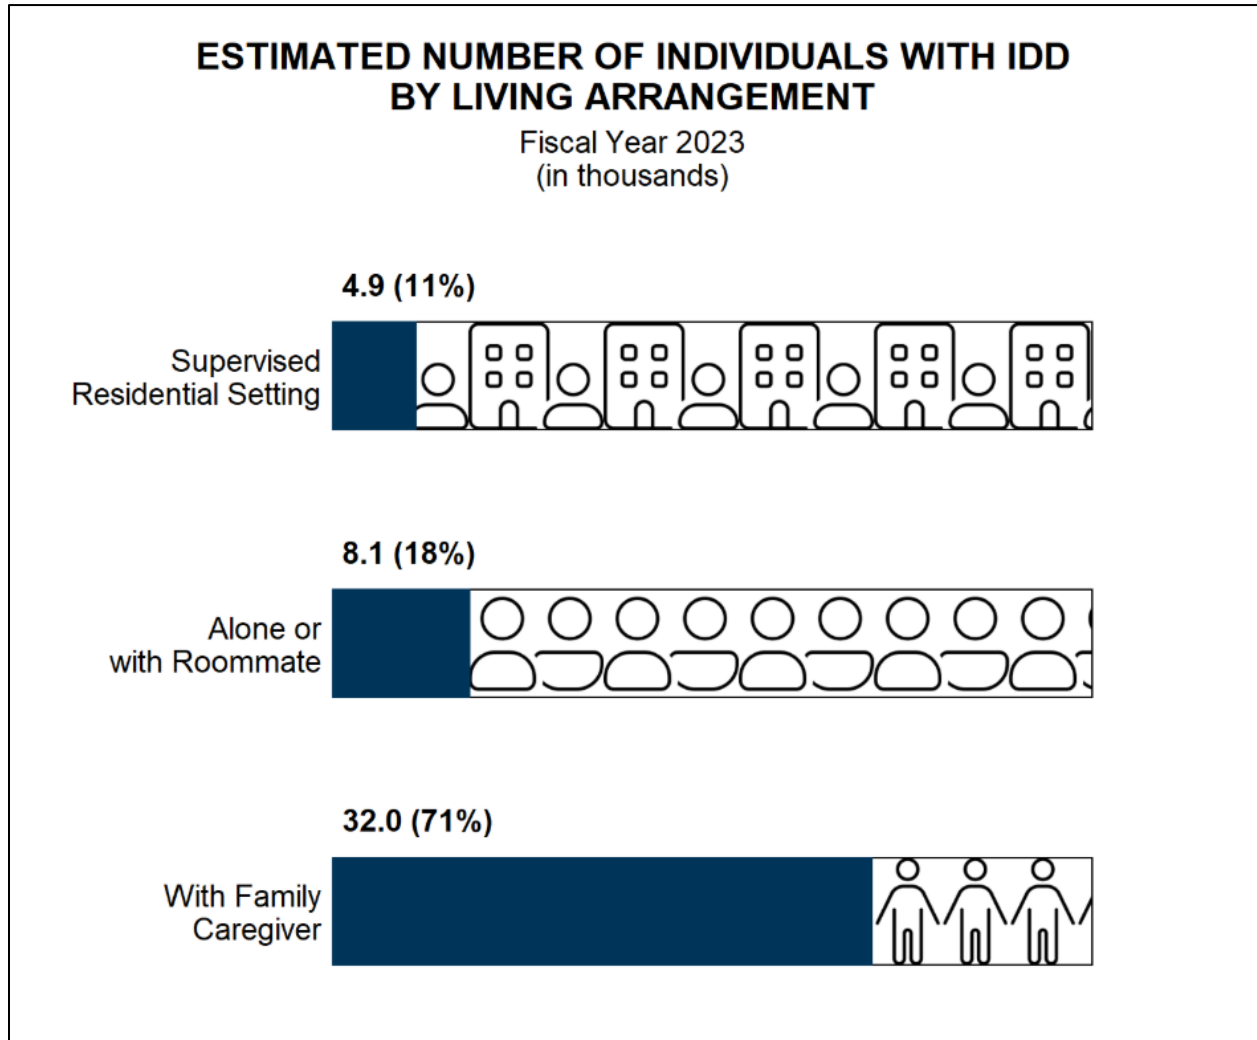 ESTIMATED NUMBER OF INDIVIDUALS WITH IDD
BY LIVING ARRANGEMENT
Fiscal Year 2023
(in thousands)
4.9 (11%)
Supervised
Residential Setting
8.1 (18%)
Alone or
with Roommate
32.0 (71%)
With Family
Caregiver